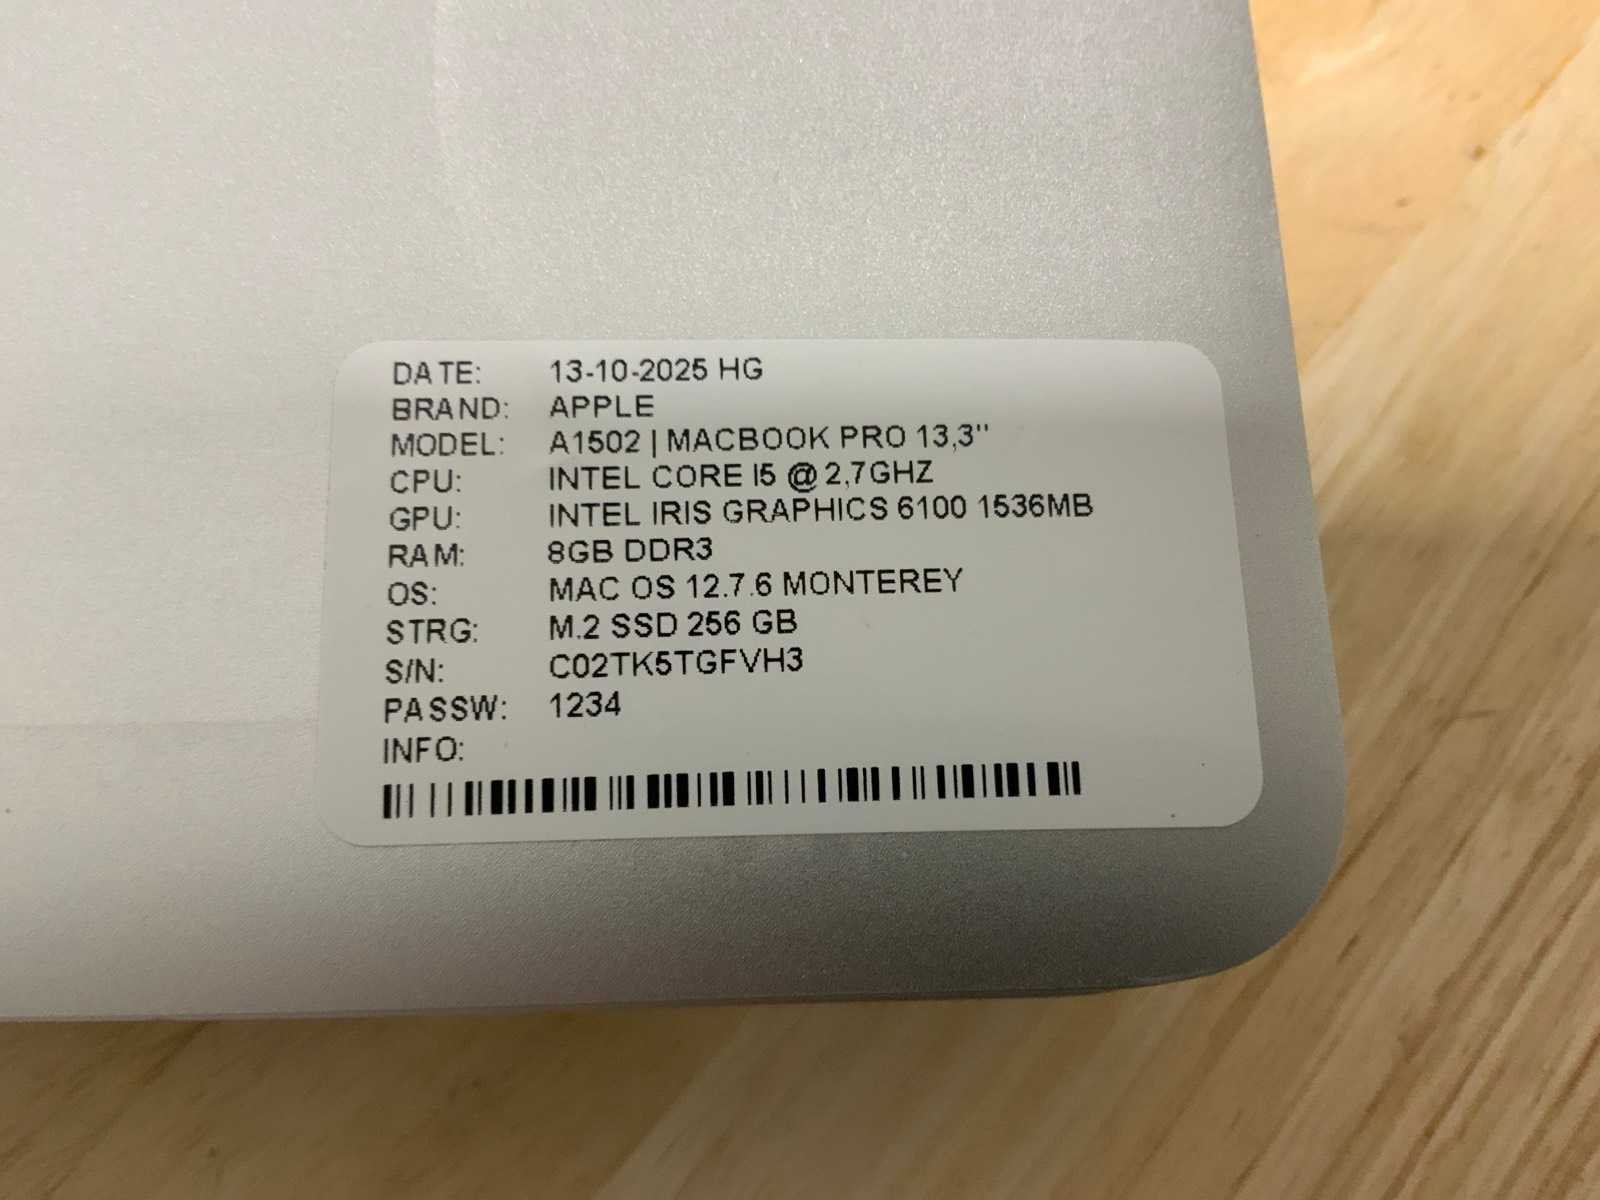 DATE: 13-10-2025 HG
BRAND: APPLE
MODEL: A1502 | MACBOOK PRO 13,3"
CPU: INTEL CORE I5 @ 2,7GHZ
GPU: INTEL IRIS GRAPHICS 6100 1536MB
RAM: 8GB DDR3
OS: MAC OS 12.7.6 MONTEREY
STRG: M.2 SSD 256 GB
S/N: C02TK5TGFVH3
PASSW: 1234
INFO: